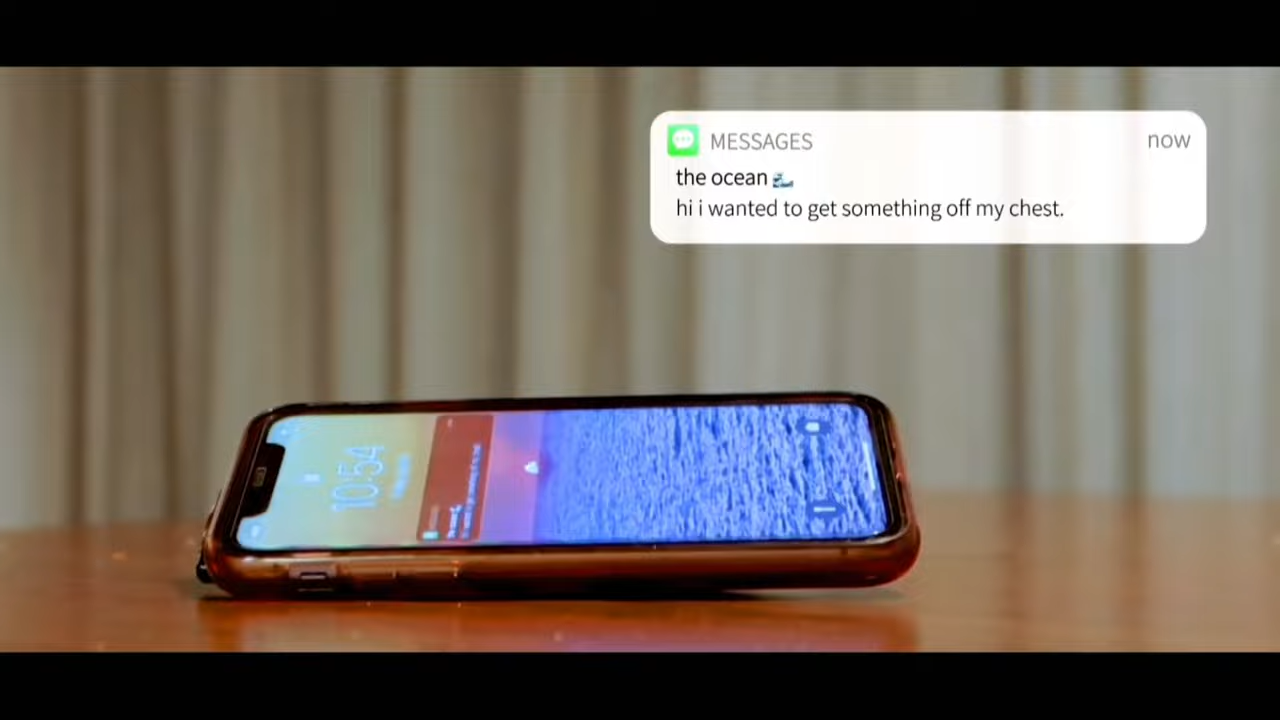 MESSAGES now
the ocean 🌊
hi i wanted to get something off my chest.
10:54